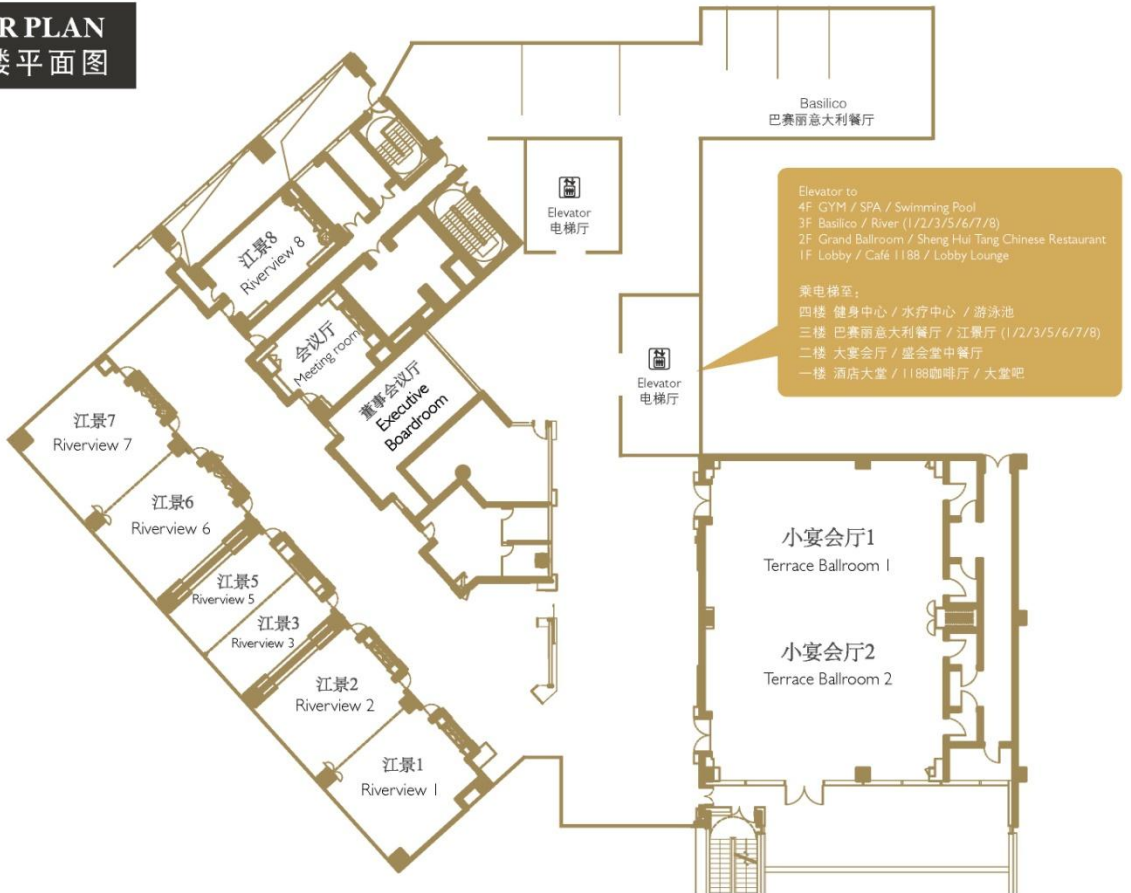 R PLAN
楼平面图
Basilico
巴赛丽意大利餐厅
Elevator
电梯厅
Elevator to
4F GYM / SPA / Swimming Pool
3F Basilico / River (1/2/3/5/6/7/8)
2F Grand Ballroom / Sheng Hui Tang Chinese Restaurant
1F Lobby / Café 1188 / Lobby Lounge
乘电梯至：
四楼 健身中心 / 水疗中心 / 游泳池
三楼 巴赛丽意大利餐厅 / 江景厅 (1/2/3/5/6/7/8)
二楼 大宴会厅 / 盛会堂中餐厅
一楼 酒店大堂 / 1188咖啡厅 / 大堂吧
江景8
Riverview 8
会议厅
Meeting room
董事会议厅
Executive
Boardroom
Elevator
电梯厅
江景7
Riverview 7
江景6
Riverview 6
江景5
Riverview 5
江景3
Riverview 3
江景2
Riverview 2
江景1
Riverview 1
小宴会厅1
Terrace Ballroom 1
小宴会厅2
Terrace Ballroom 2